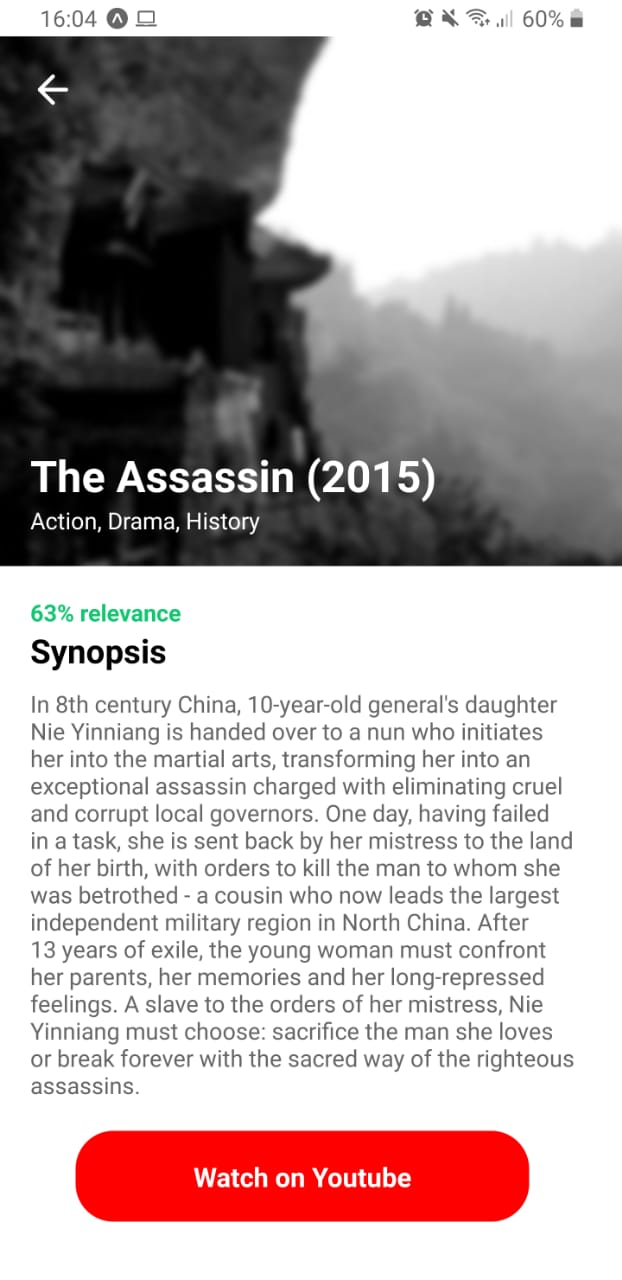 16:04 60%
The Assassin (2015)
Action, Drama, History
63% relevance
Synopsis
In 8th century China, 10-year-old general's daughter
Nie Yinniang is handed over to a nun who initiates
her into the martial arts, transforming her into an
exceptional assassin charged with eliminating cruel
and corrupt local governors. One day, having failed
in a task, she is sent back by her mistress to the land
of her birth, with orders to kill the man to whom she
was betrothed - a cousin who now leads the largest
independent military region in North China. After
13 years of exile, the young woman must confront
her parents, her memories and her long-repressed
feelings. A slave to the orders of her mistress, Nie
Yinniang must choose: sacrifice the man she loves
or break forever with the sacred way of the righteous
assassins.
Watch on Youtube